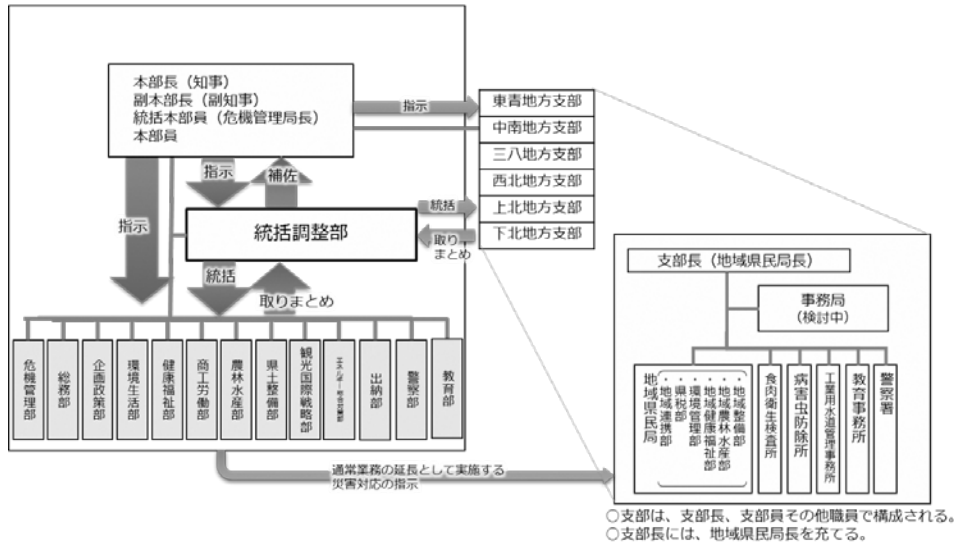 本部長（知事）
副本部長（副知事）
統括本部員（危機管理局長）
本部員
指示
東青地方支部
中南地方支部
三八地方支部
西北地方支部
上北地方支部
下北地方支部
指示
補佐
指示
統括
取り
まとめ
統括調整部
統括
取りまとめ
危機管理部
総務部
企画政策部
環境生活部
健康福祉部
商工労働部
農林水産部
県土整備部
観光国際戦略部
エネルギー総合対策部
出納部
警察部
教育部
支部長（地域県民局長）
事務局
（検討中）
地域県民局
・地域連携部
・県税部
・環境管理部
・地域健康福祉部
・地域農林水産部
・地域整備部
食肉衛生検査所
病害虫防除所
工業用水道管理事務所
教育事務所
警察署
通常業務の延長として実施する
災害対応の指示
○支部は、支部長、支部員その他職員で構成される。
○支部長には、地域県民局長を充てる。